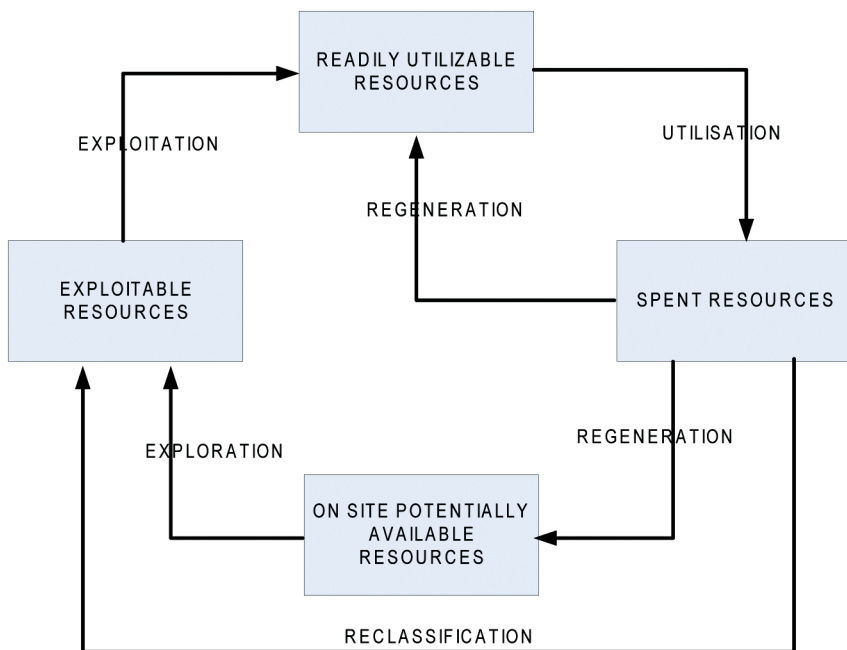 READILY UTILIZABLE
RESOURCES
EXPLOITATION
UTILISATION
REGENERATION
EXPLOITABLE
RESOURCES
SPENT RESOURCES
EXPLORATION
REGENERATION
ON SITE POTENTIALLY
AVAILABLE
RESOURCES
RECLASSIFICATION